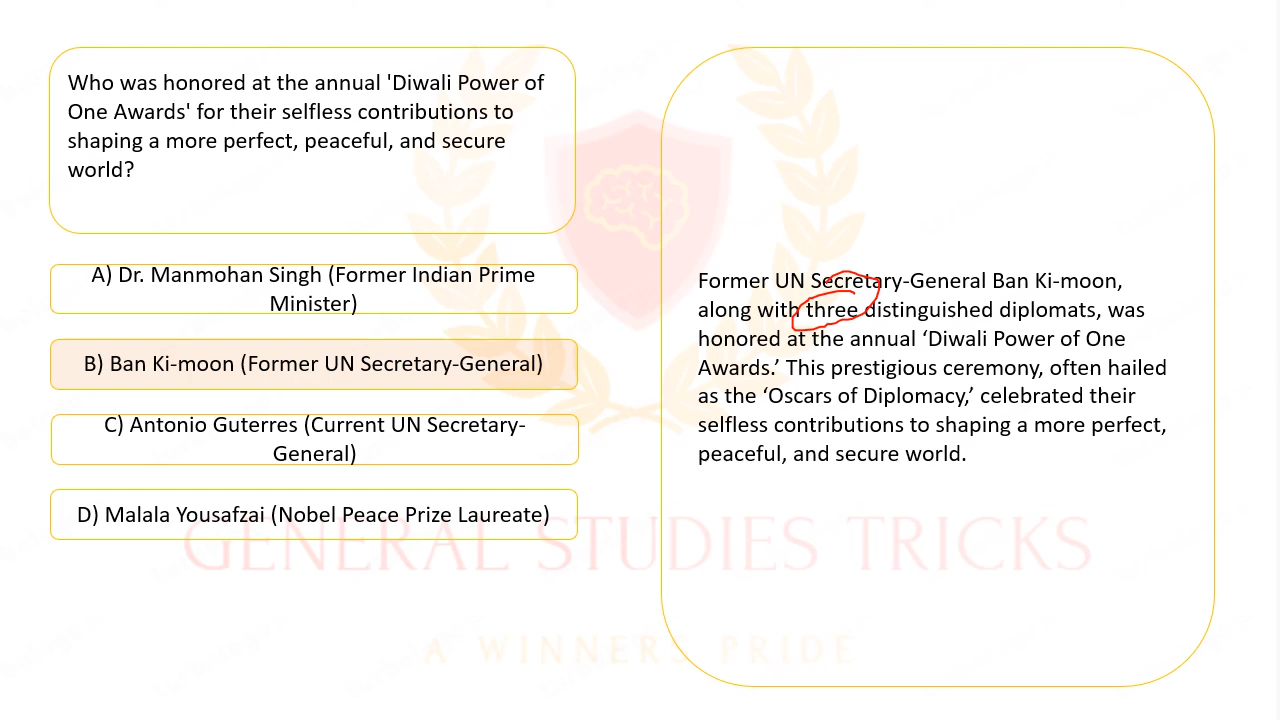 Who was honored at the annual 'Diwali Power of
One Awards' for their selfless contributions to
shaping a more perfect, peaceful, and secure
world?
A) Dr. Manmohan Singh (Former Indian Prime
Minister)
B) Ban Ki-moon (Former UN Secretary-General)
C) Antonio Guterres (Current UN Secretary-
General)
D) Malala Yousafzai (Nobel Peace Prize Laureate)
Former UN Secretary-General Ban Ki-moon,
along with three distinguished diplomats, was
honored at the annual ‘Diwali Power of One
Awards.’ This prestigious ceremony, often hailed
as the ‘Oscars of Diplomacy,’ celebrated their
selfless contributions to shaping a more perfect,
peaceful, and secure world.
GENERAL STUDIES TRICKS
A WINNERS PRIDE